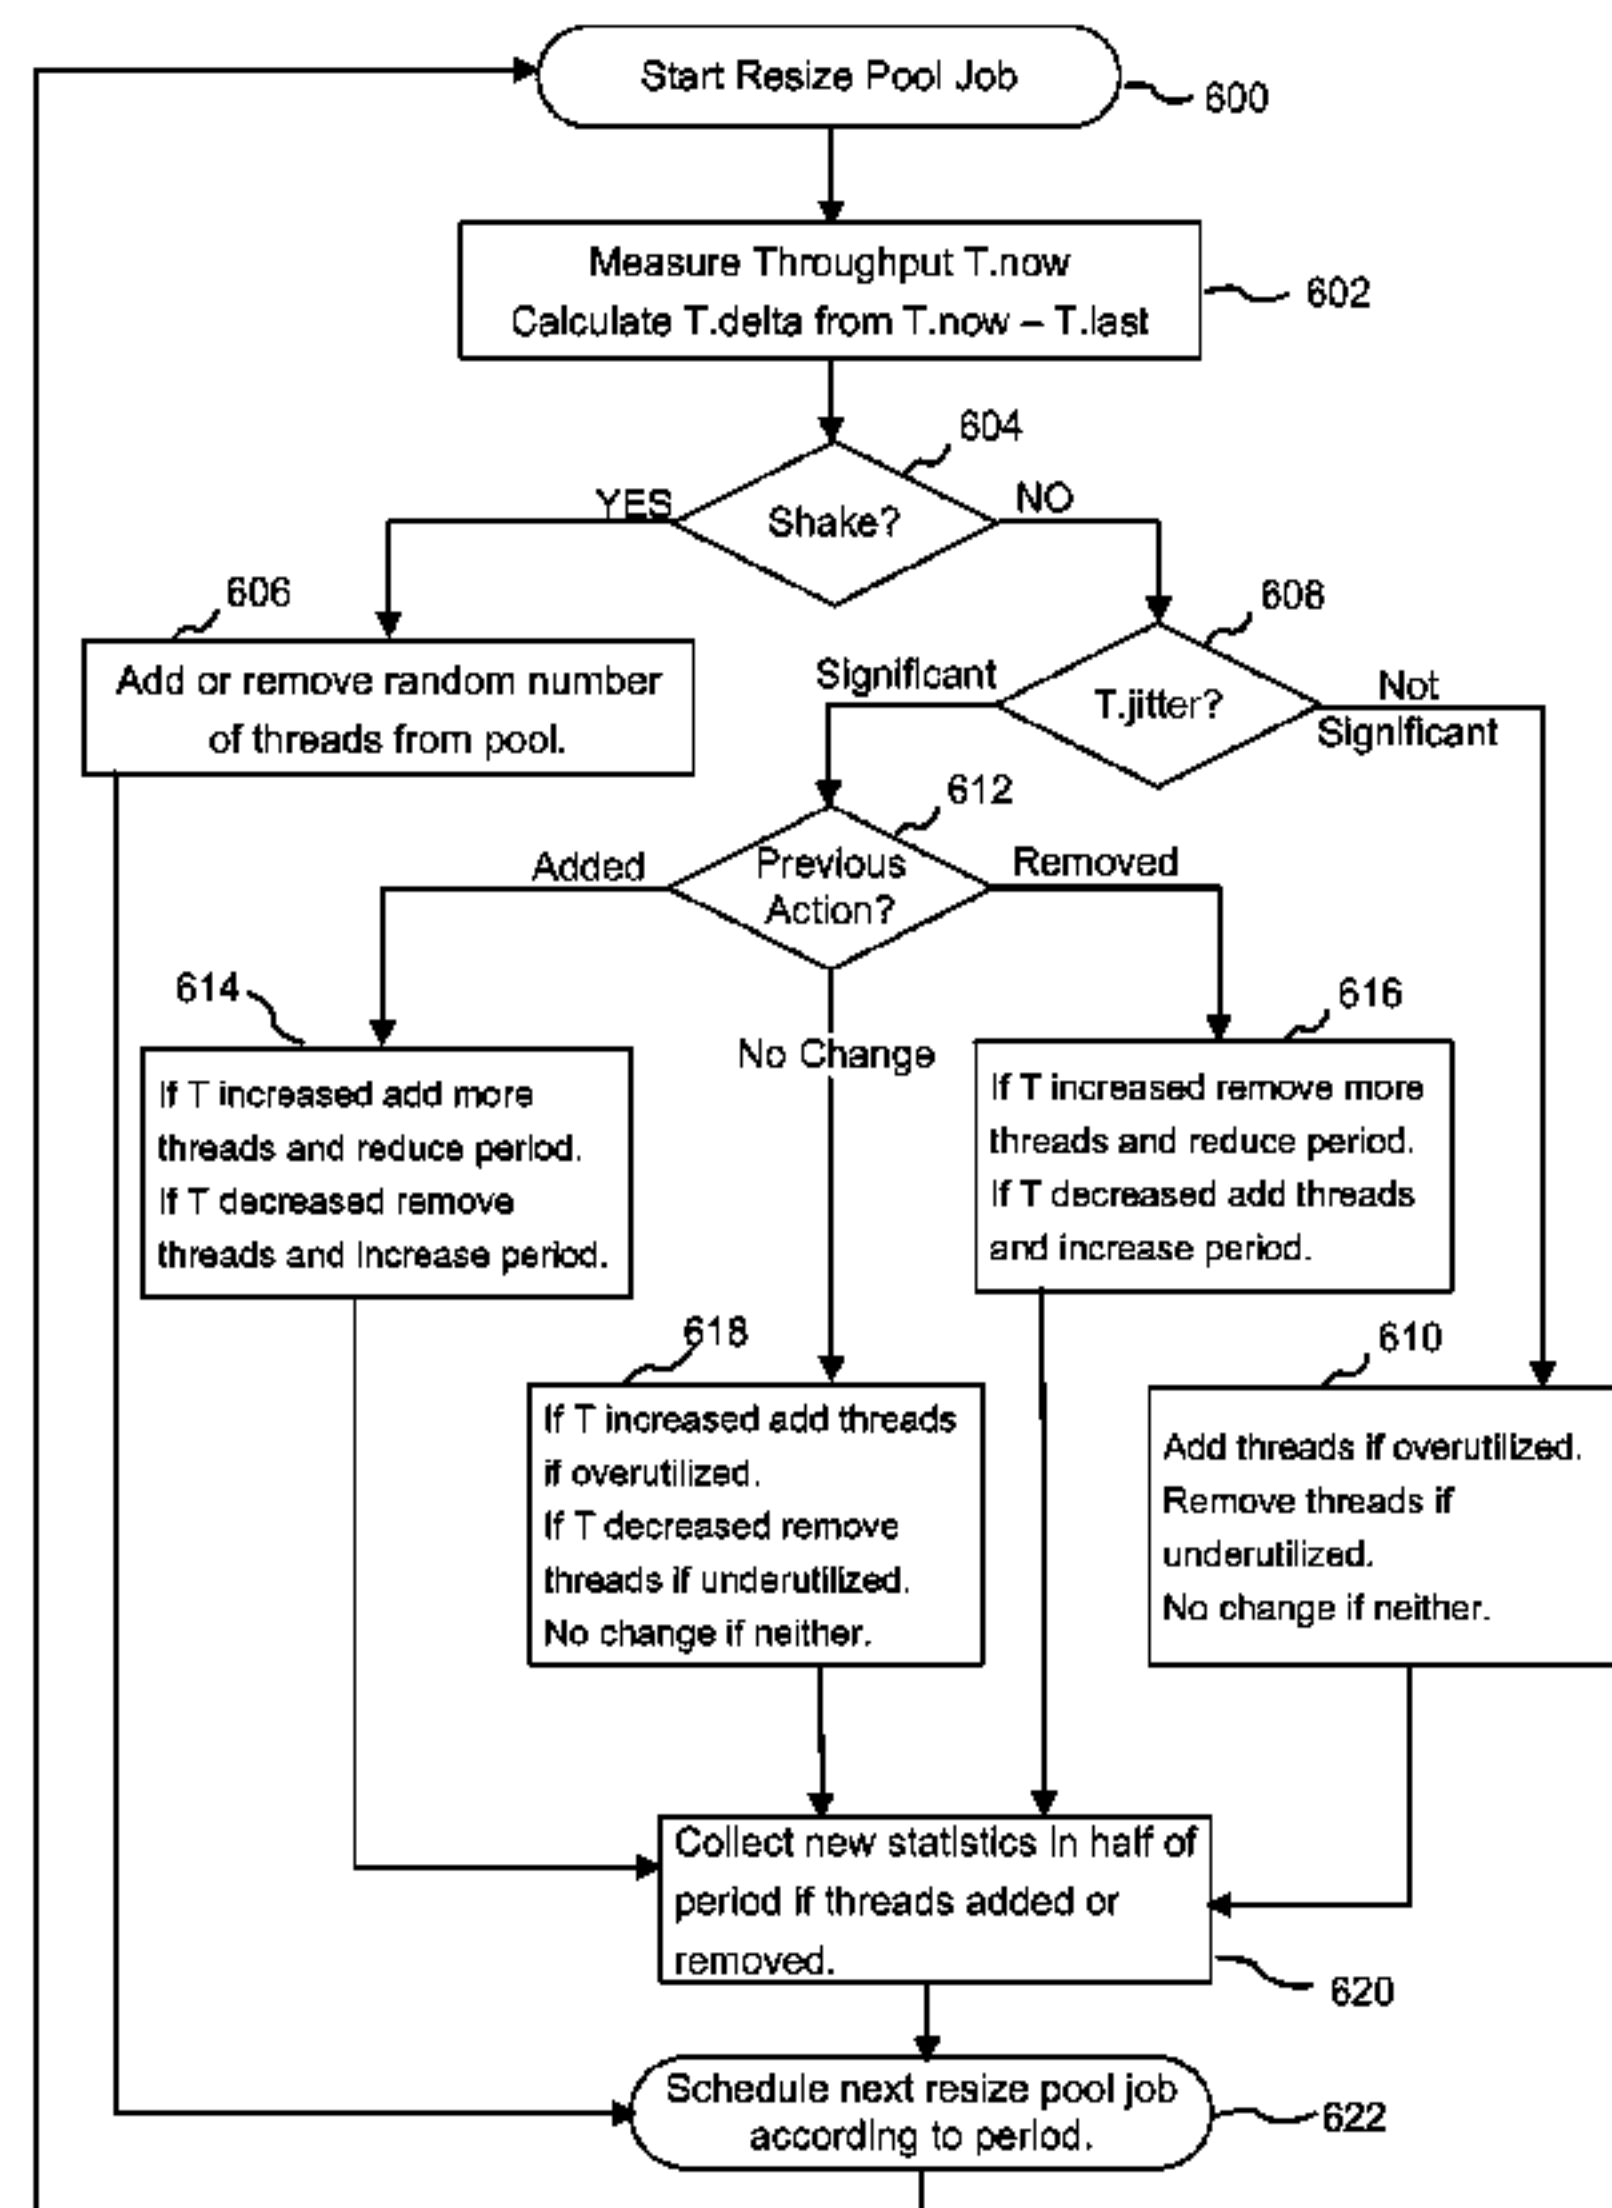 Start Resize Pool Job
600
Measure Throughput T.now
Calculate T.delta from T.now – T.last
602
604
YES
Shake?
NO
606
608
Add or remove random number
of threads from pool.
Significant
T.jitter?
Not
Significant
612
Added
Previous
Action?
Removed
614
616
No Change
If T increased add more
threads and reduce period.
If T decreased remove
threads and increase period.
If T increased remove more
threads and reduce period.
If T decreased add threads
and increase period.
618
610
If T increased add threads
if overutilized.
If T decreased remove
threads if underutilized.
No change if neither.
Add threads if overutilized.
Remove threads if
underutilized.
No change if neither.
Collect new statistics in half of
period if threads added or
removed.
620
Schedule next resize pool job
according to period.
622